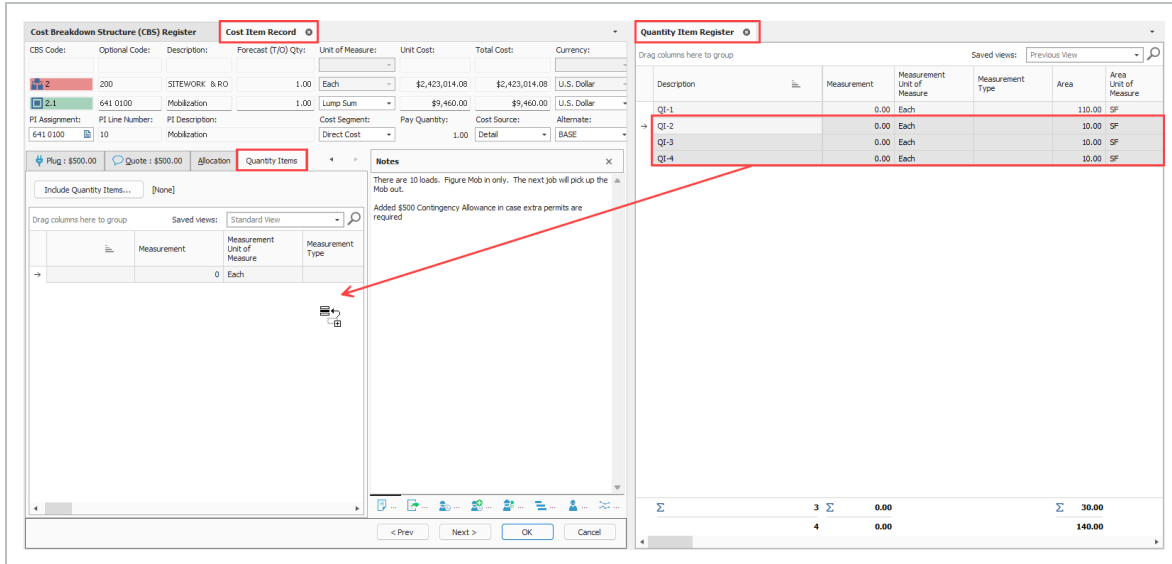 Cost Breakdown Structure (CBS) Register Cost Item Record
CBS Code: Optional Code: Description: Forecast (T/O) Qty: Unit of Measure: Unit Cost: Total Cost: Currency:
2 200 SITEWORK & RO 1.00 Each $2,423,014.08 $2,423,014.08 U.S. Dollar
2.1 641 0100 Mobilization 1.00 Lump Sum $9,460.00 $9,460.00 U.S. Dollar
PI Assignment: PI Line Number: PI Description: Cost Segment: Pay Quantity: Cost Source: Alternate:
641 0100 10 Mobilization Direct Cost 1.00 Detail BASE
Plug : $500.00 Quote : $500.00 Allocation Quantity Items
Include Quantity Items... [None]
Drag columns here to group Saved views: Standard View
Measurement Measurement Unit of Measure Measurement Type
0 Each
Notes
There are 10 loads. Figure Mob in only. The next job will pick up the
Mob out.
Added $500 Contingency Allowance in case extra permits are
required
< Prev Next > OK Cancel
Quantity Item Register
Drag columns here to group Saved views: Previous View
Description Measurement Measurement Unit of Measure Measurement Type Area Area Unit of Measure
QI-1 0.00 Each 110.00 SF
QI-2 0.00 Each 10.00 SF
QI-3 0.00 Each 10.00 SF
QI-4 0.00 Each 10.00 SF
Σ 3 Σ 0.00 Σ 30.00
4 0.00 140.00